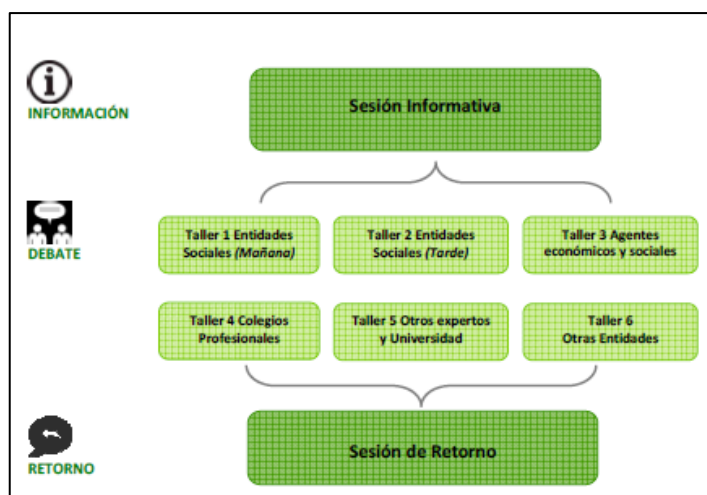 INFORMACIÓN
Sesión Informativa
DEBATE
Taller 1 Entidades
Sociales (Mañana)
Taller 2 Entidades
Sociales (Tarde)
Taller 3 Agentes
económicos y sociales
Taller 4 Colegios
Profesionales
Taller 5 Otros expertos
y Universidad
Taller 6
Otras Entidades
RETORNO
Sesión de Retorno